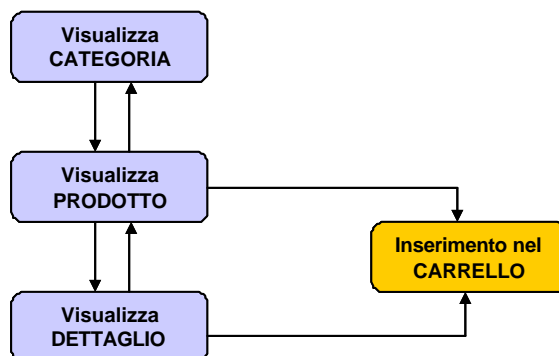 Visualizza
CATEGORIA
Visualizza
PRODOTTO
Inserimento nel
CARRELLO
Visualizza
DETTAGLIO